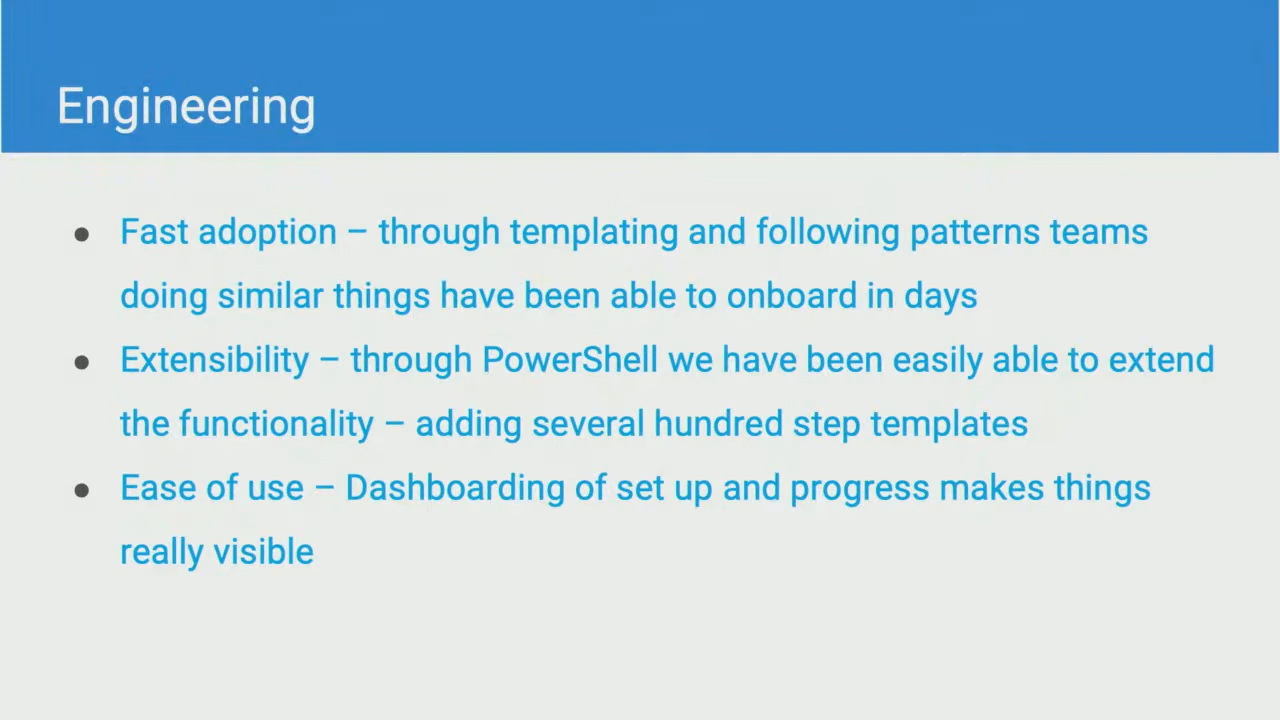 Engineering
● Fast adoption – through templating and following patterns teams
doing similar things have been able to onboard in days
● Extensibility – through PowerShell we have been easily able to extend
the functionality – adding several hundred step templates
● Ease of use – Dashboarding of set up and progress makes things
really visible